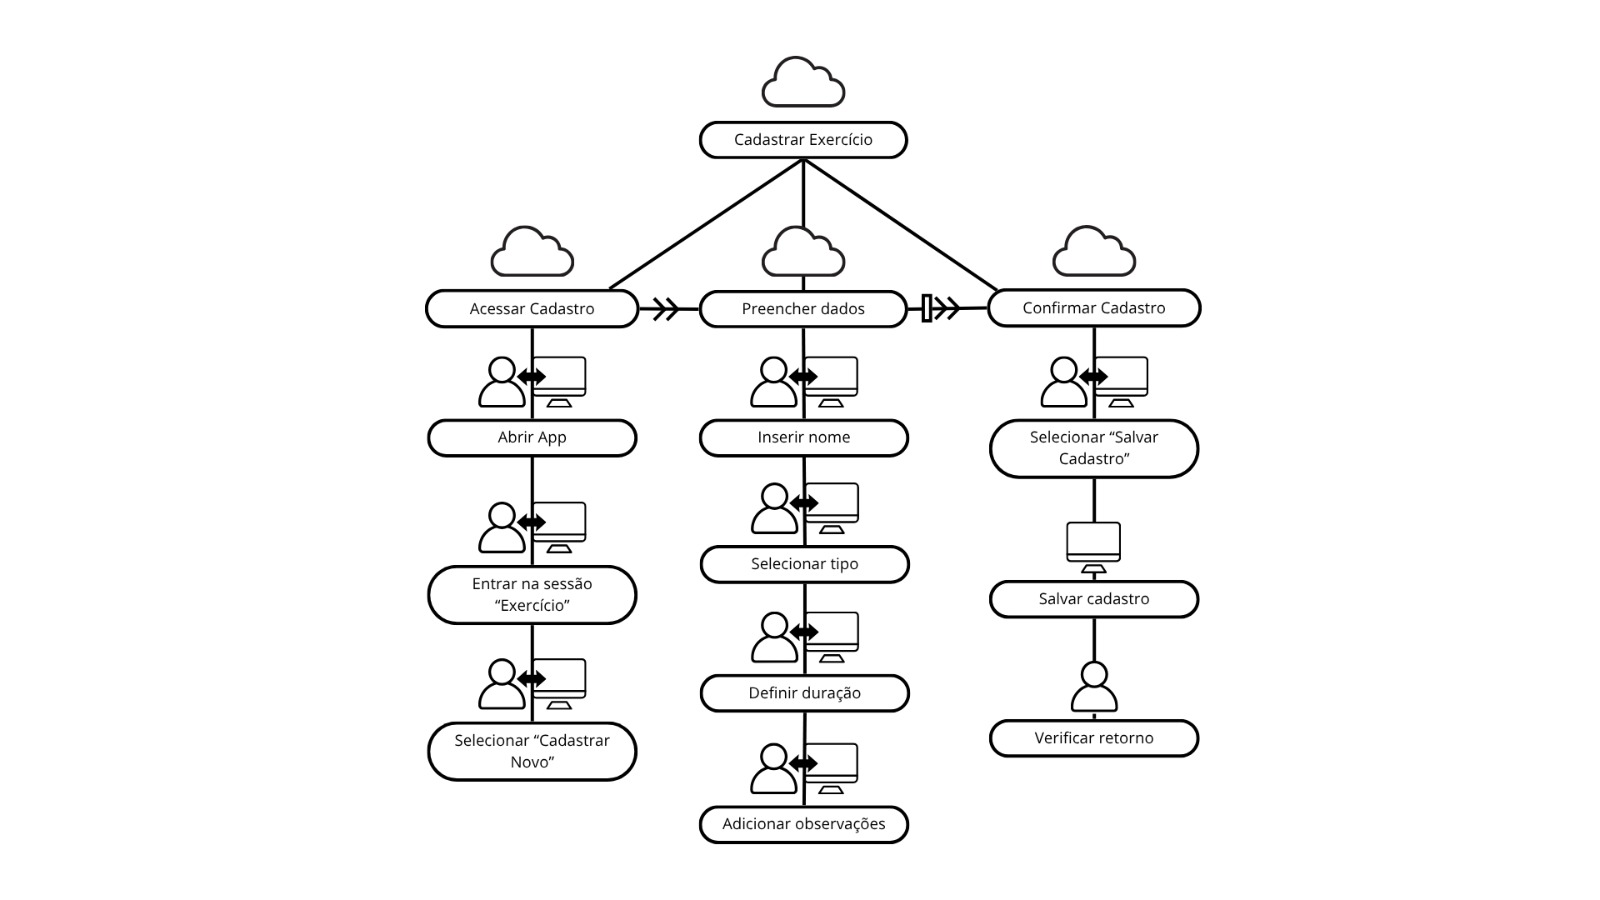 Cadastrar Exercício
Acessar Cadastro
Preencher dados
Confirmar Cadastro
Abrir App
Entrar na sessão
“Exercício”
Selecionar “Cadastrar
Novo”
Inserir nome
Selecionar tipo
Definir duração
Adicionar observações
Selecionar “Salvar
Cadastro”
Salvar cadastro
Verificar retorno